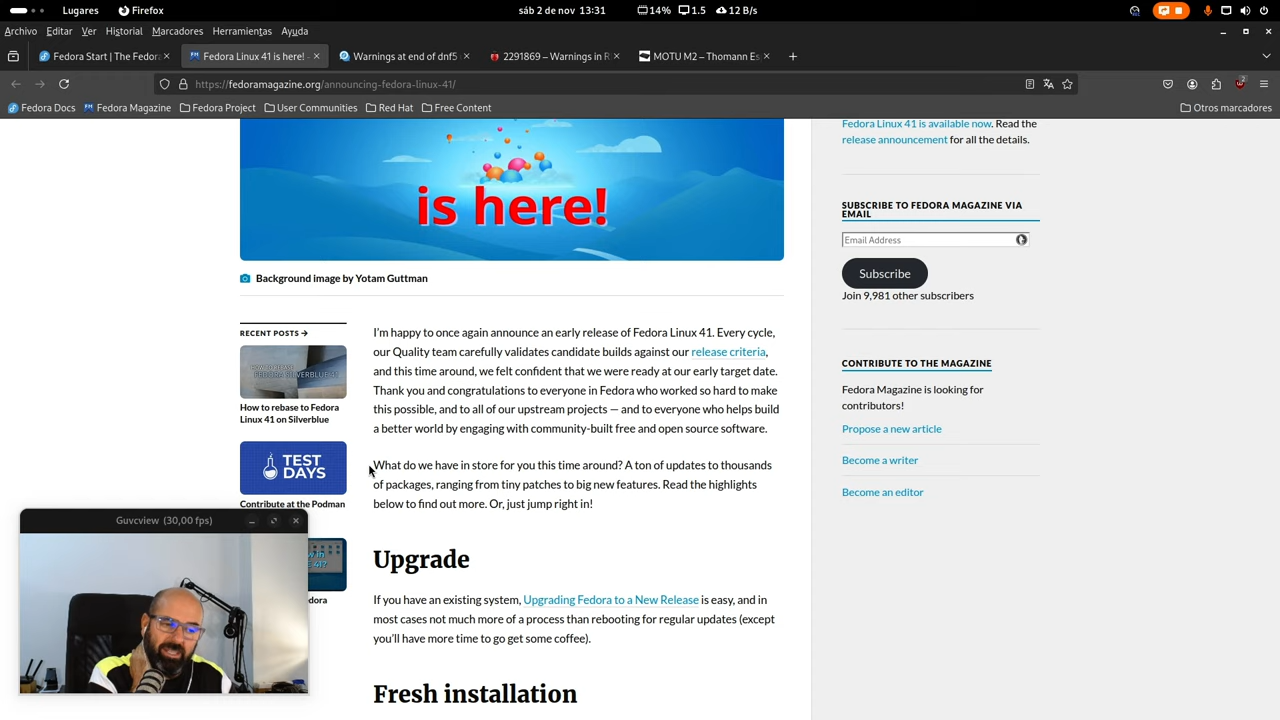 Lugares
Firefox
sáb 2 de nov 13:31
14%
1.5
12 B/s
Archivo Editar Ver Historial Marcadores Herramientas Ayuda
Fedora Start | The Fedora
Fedora Linux 41 is here! -
Warnings at end of dnf5
2291869 – Warnings in R
MOTU M2 – Thomann Es
https://fedoramagazine.org/announcing-fedora-linux-41/
2
Fedora Docs
Fedora Magazine
Fedora Project
User Communities
Red Hat
Free Content
Otros marcadores
is here!
Background image by Yotam Guttman
RECENT POSTS →
HOW TO REBASE TO
FEDORA SILVERBLUE 41
How to rebase to Fedora
Linux 41 on Silverblue
TEST
DAYS
Contribute at the Podman
I'm happy to once again announce an early release of Fedora Linux 41. Every cycle,
our Quality team carefully validates candidate builds against our release criteria,
and this time around, we felt confident that we were ready at our early target date.
Thank you and congratulations to everyone in Fedora who worked so hard to make
this possible, and to all of our upstream projects — and to everyone who helps build
a better world by engaging with community-built free and open source software.
What do we have in store for you this time around? A ton of updates to thousands
of packages, ranging from tiny patches to big new features. Read the highlights
below to find out more. Or, just jump right in!
Upgrade
If you have an existing system, Upgrading Fedora to a New Release is easy, and in
most cases not much more of a process than rebooting for regular updates (except
you'll have more time to go get some coffee).
Fresh installation
Fedora Linux 41 is available now. Read the
release announcement for all the details.
SUBSCRIBE TO FEDORA MAGAZINE VIA
EMAIL
Email Address
Subscribe
Join 9,981 other subscribers
CONTRIBUTE TO THE MAGAZINE
Fedora Magazine is looking for
contributors!
Propose a new article
Become a writer
Become an editor
Guvcview (30,00 fps)